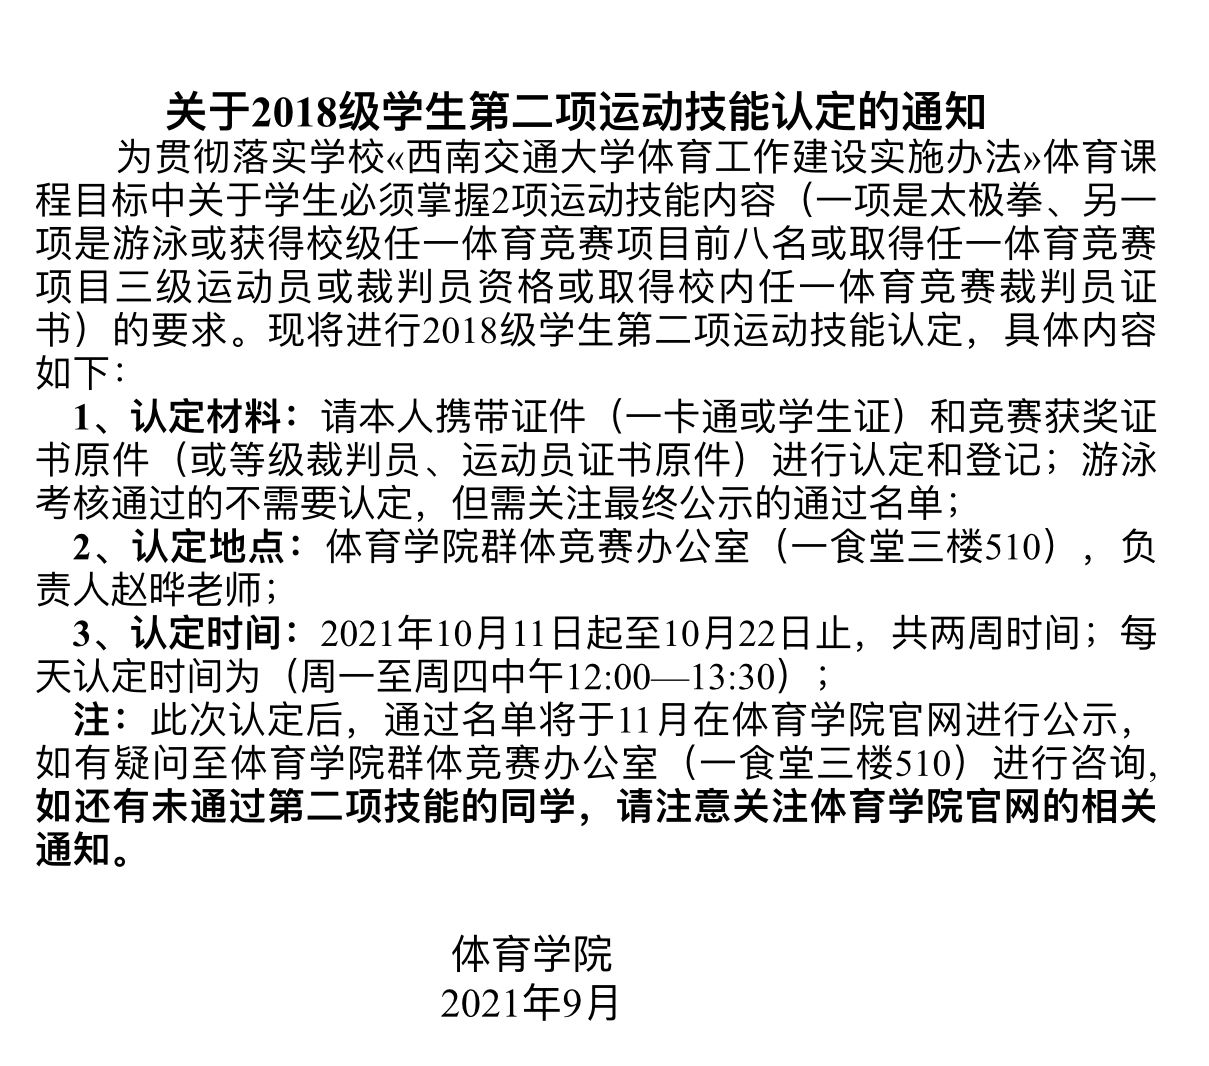 关于2018级学生第二项运动技能认定的通知
为贯彻落实学校«西南交通大学体育工作建设实施办法»体育课
程目标中关于学生必须掌握2项运动技能内容（一项是太极拳、另一
项是游泳或获得校级任一体育竞赛项目前八名或取得任一体育竞赛
项目三级运动员或裁判员资格或取得校内任一体育竞赛裁判员证
书）的要求。现将进行2018级学生第二项运动技能认定，具体内容
如下：
1、认定材料：请本人携带证件（一卡通或学生证）和竞赛获奖证
书原件（或等级裁判员、运动员证书原件）进行认定和登记；游泳
考核通过的不需要认定，但需关注最终公示的通过名单；
2、认定地点：体育学院群体竞赛办公室（一食堂三楼510），负
责人赵晔老师；
3、认定时间：2021年10月11日起至10月22日止，共两周时间；每
天认定时间为（周一至周四中午12:00—13:30）；
注：此次认定后，通过名单将于11月在体育学院官网进行公示，
如有疑问至体育学院群体竞赛办公室（一食堂三楼510）进行咨询,
如还有未通过第二项技能的同学，请注意关注体育学院官网的相关
通知。
体育学院
2021年9月